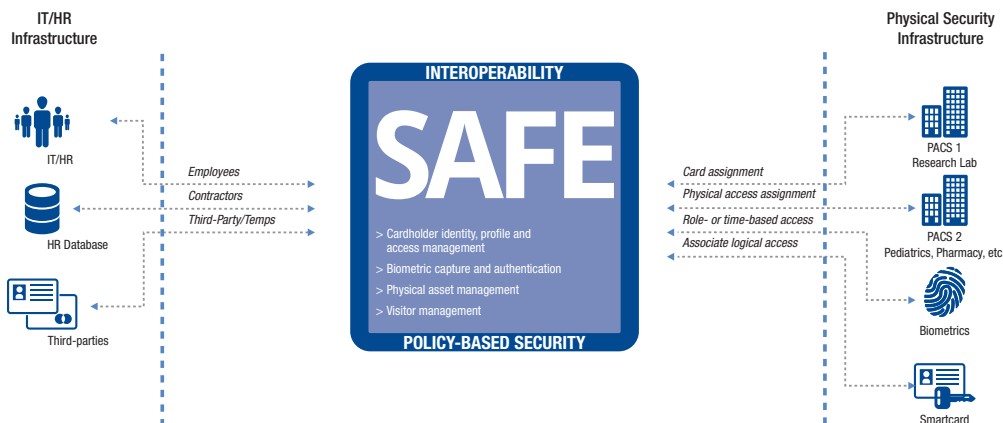 IT/HR
Infrastructure
IT/HR
HR Database
Third-parties
Employees
Contractors
Third-Party/Temps
INTEROPERABILITY
SAFE
> Cardholder identity, profile and
access management
> Biometric capture and authentication
> Physical asset management
> Visitor management
POLICY-BASED SECURITY
Card assignment
Physical access assignment
Role- or time-based access
Associate logical access
Physical Security
Infrastructure
PACS 1
Research Lab
PACS 2
Pediatrics, Pharmacy, etc
Biometrics
Smartcard